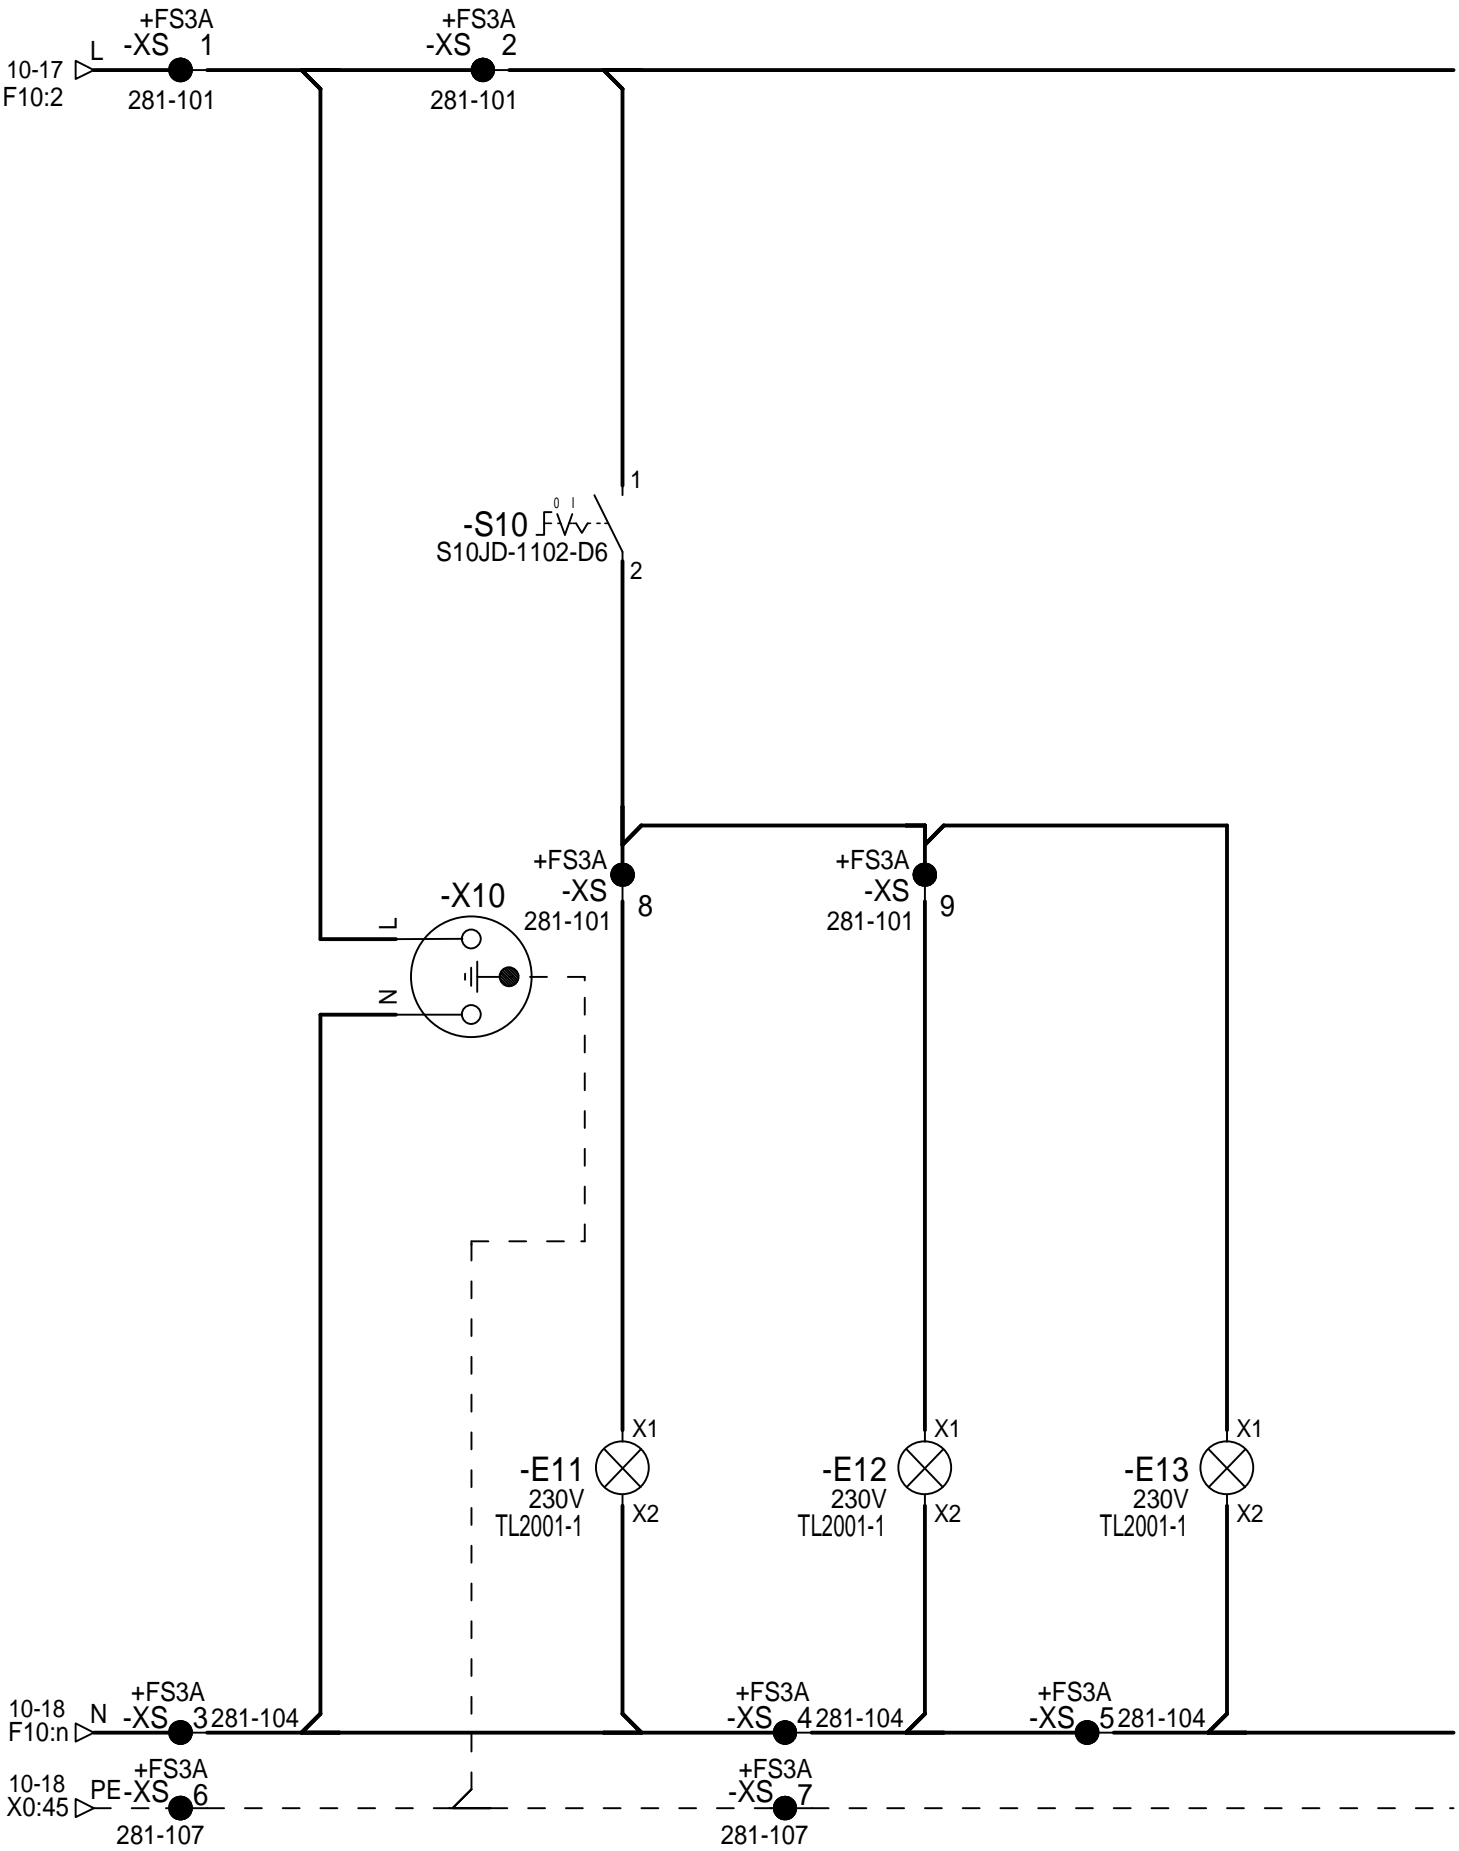 +FS3A
-XS 1
281-101
+FS3A
-XS 2
281-101
L
10-17
F10:2
1
0 I
-S10
S10JD-1102-D6
2
+FS3A
-XS
281-101 8
+FS3A
-XS
281-101 9
-X10
L
N
X1
-E11
230V
TL2001-1
X2
X1
-E12
230V
TL2001-1
X2
X1
-E13
230V
TL2001-1
X2
10-18
F10:n
N
+FS3A
-XS 3 281-104
+FS3A
-XS 4 281-104
+FS3A
-XS 5 281-104
10-18
X0:45
PE
+FS3A
-XS 6
281-107
+FS3A
-XS 7
281-107